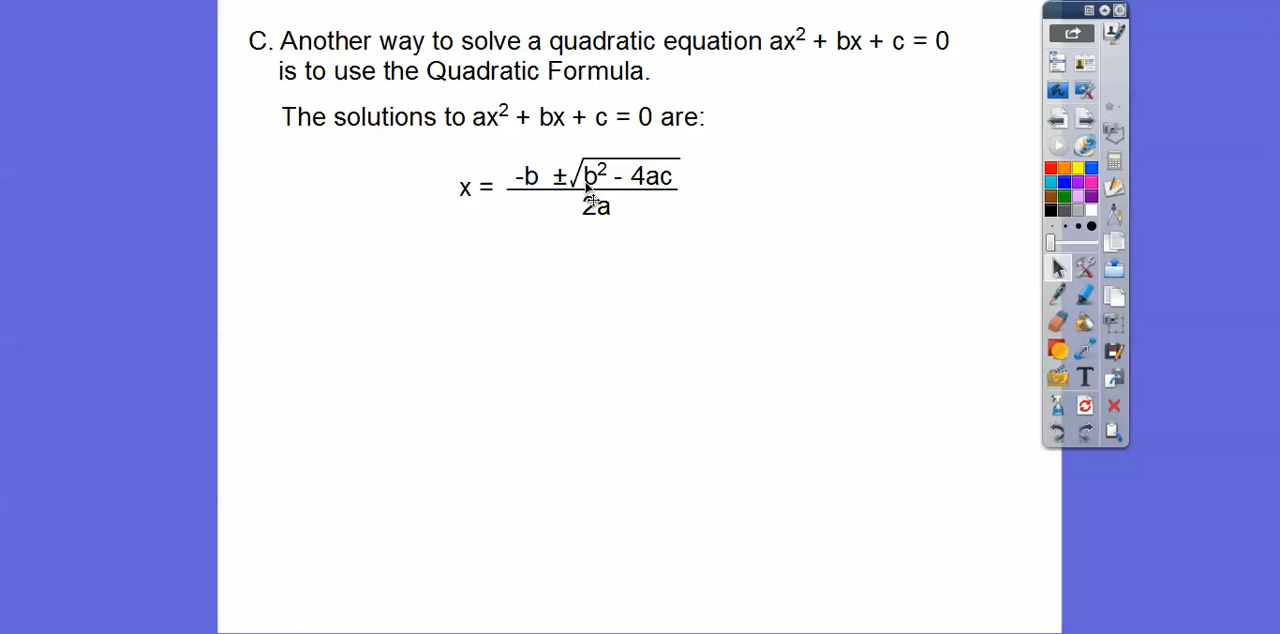 C. Another way to solve a quadratic equation ax² + bx + c = 0
is to use the Quadratic Formula.
The solutions to ax² + bx + c = 0 are:
x = -b ±√b² - 4ac
2a